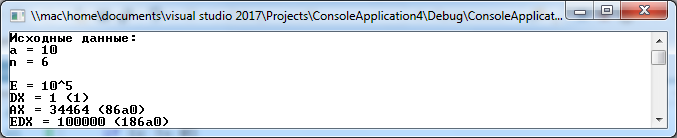 \\mac\home\documents\visual studio 2017\Projects\ConsoleApplication4\Debug\ConsoleApplicat...
Исходные данные:
a = 10
n = 6
E = 10^5
DX = 1 (1)
AX = 34464 (86a0)
EDX = 100000 (186a0)